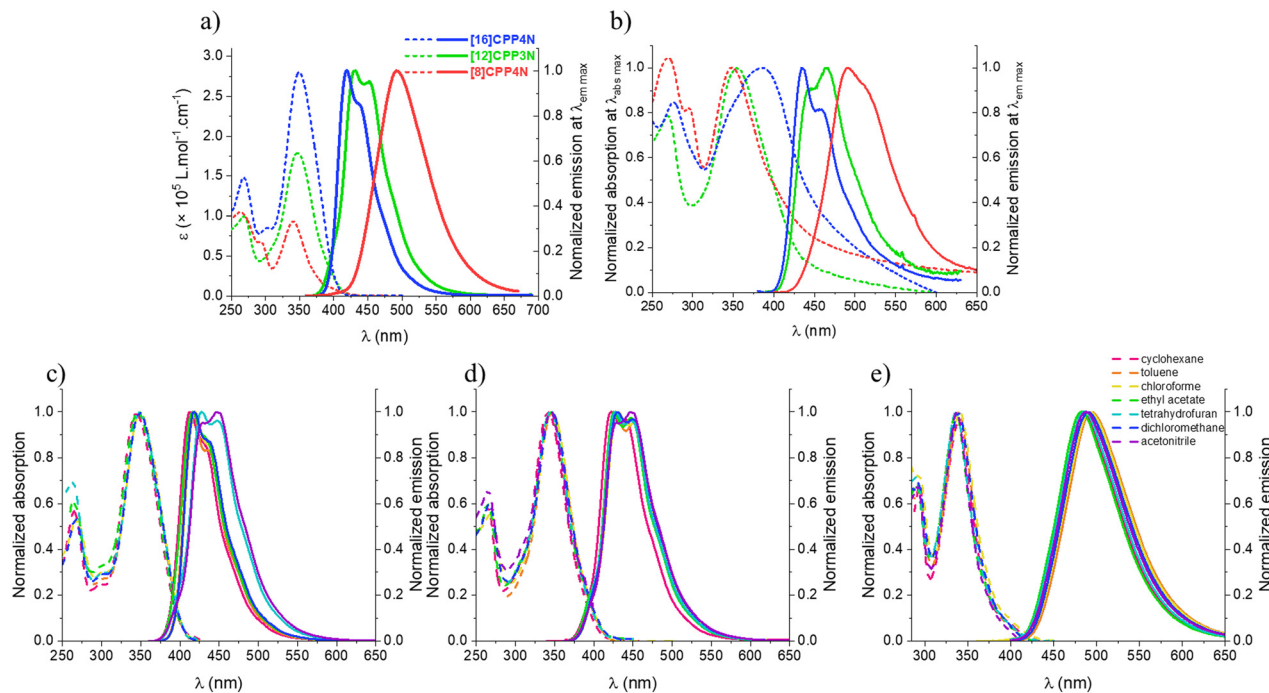 a)
[16]CPP4N
[12]CPP3N
[8]CPP4N
ε (× 10⁵ L.mol⁻¹.cm⁻¹)
3.0
2.5
2.0
1.5
1.0
0.5
0.0
250 300 350 400 450 500 550 600 650 700
λ (nm)
1.0
0.8
0.6
0.4
0.2
0.0
Normalized emission at λem max
b)
Normalized absorption at λabs max
1.0
0.8
0.6
0.4
0.2
0.0
250 300 350 400 450 500 550 600 650
λ (nm)
1.0
0.8
0.6
0.4
0.2
0.0
Normalized emission at λem max
c)
Normalized absorption
1.0
0.8
0.6
0.4
0.2
0.0
250 300 350 400 450 500 550 600 650
λ (nm)
1.0
0.8
0.6
0.4
0.2
0.0
Normalized emission
d)
Normalized absorption
1.0
0.8
0.6
0.4
0.2
0.0
250 300 350 400 450 500 550 600 650
λ (nm)
1.0
0.8
0.6
0.4
0.2
0.0
Normalized emission
e)
cyclohexane
toluene
chloroforme
ethyl acetate
tetrahydrofuran
dichloromethane
acetonitrile
Normalized absorption
1.0
0.8
0.6
0.4
0.2
0.0
300 350 400 450 500 550 600 650
λ (nm)
1.0
0.8
0.6
0.4
0.2
0.0
Normalized emission